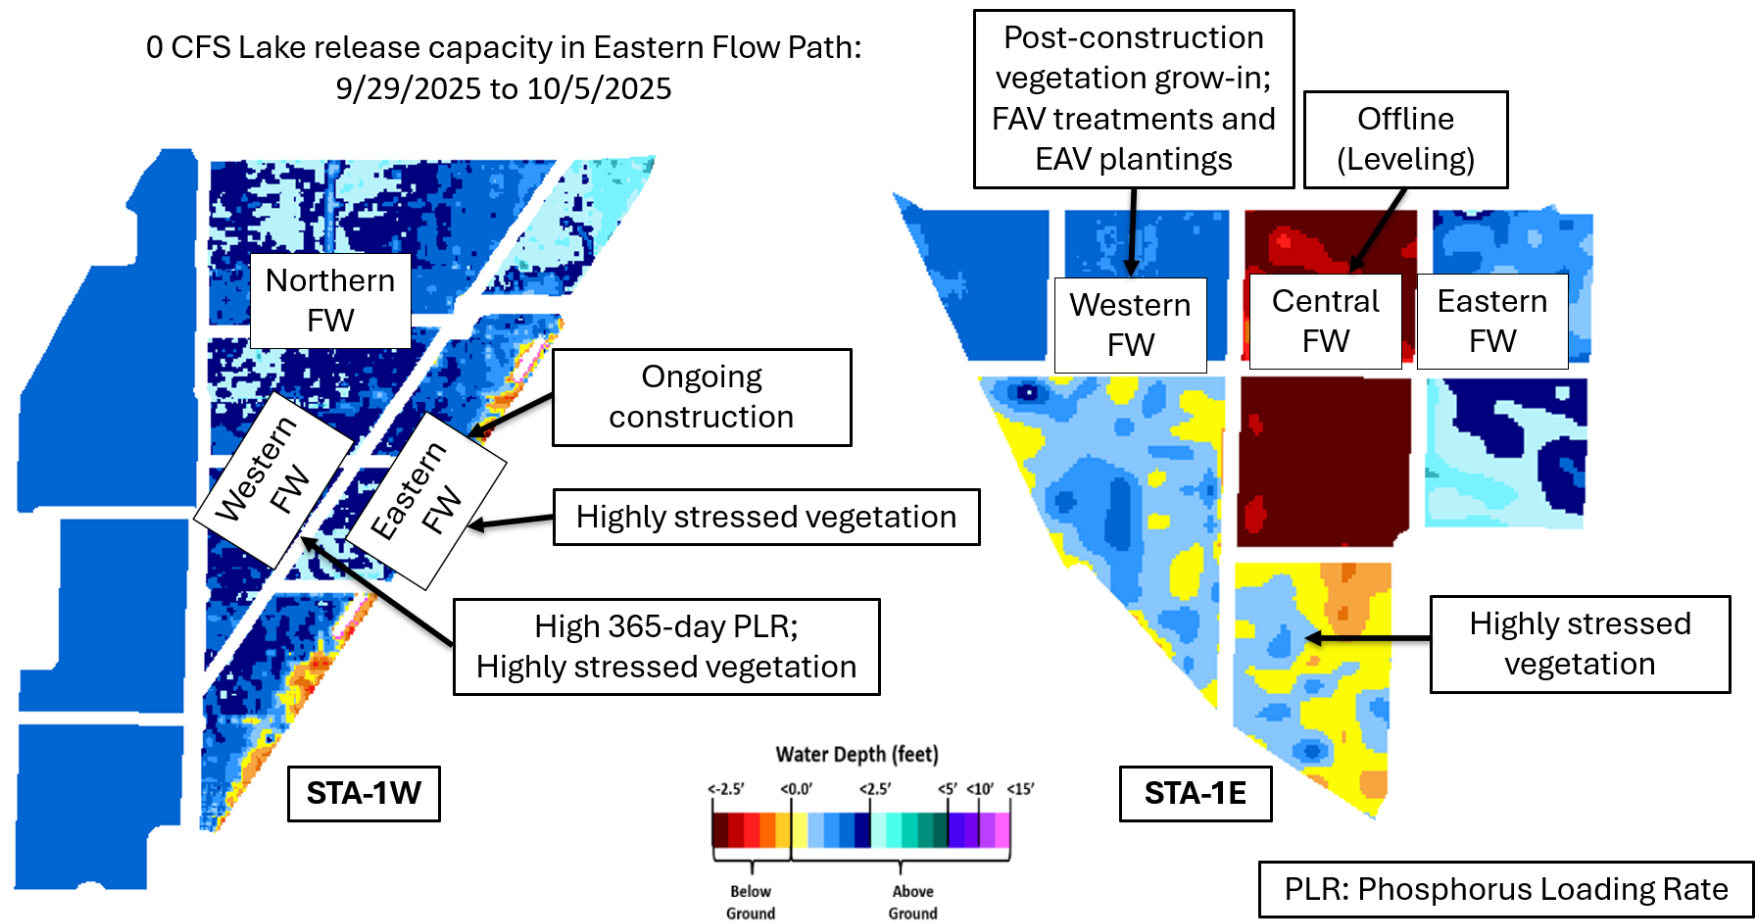 0 CFS Lake release capacity in Eastern Flow Path:
9/29/2025 to 10/5/2025
Post-construction
vegetation grow-in;
FAV treatments and
EAV plantings
Offline
(Leveling)
Northern
FW
Western
FW
Central
FW
Eastern
FW
Ongoing
construction
Western
FW
Eastern
FW
Highly stressed vegetation
High 365-day PLR;
Highly stressed vegetation
Highly stressed
vegetation
STA-1W
STA-1E
Water Depth (feet)
<-2.5’ <0.0’ <2.5’ <5’ <10’ <15’
Below
Ground
Above
Ground
PLR: Phosphorus Loading Rate